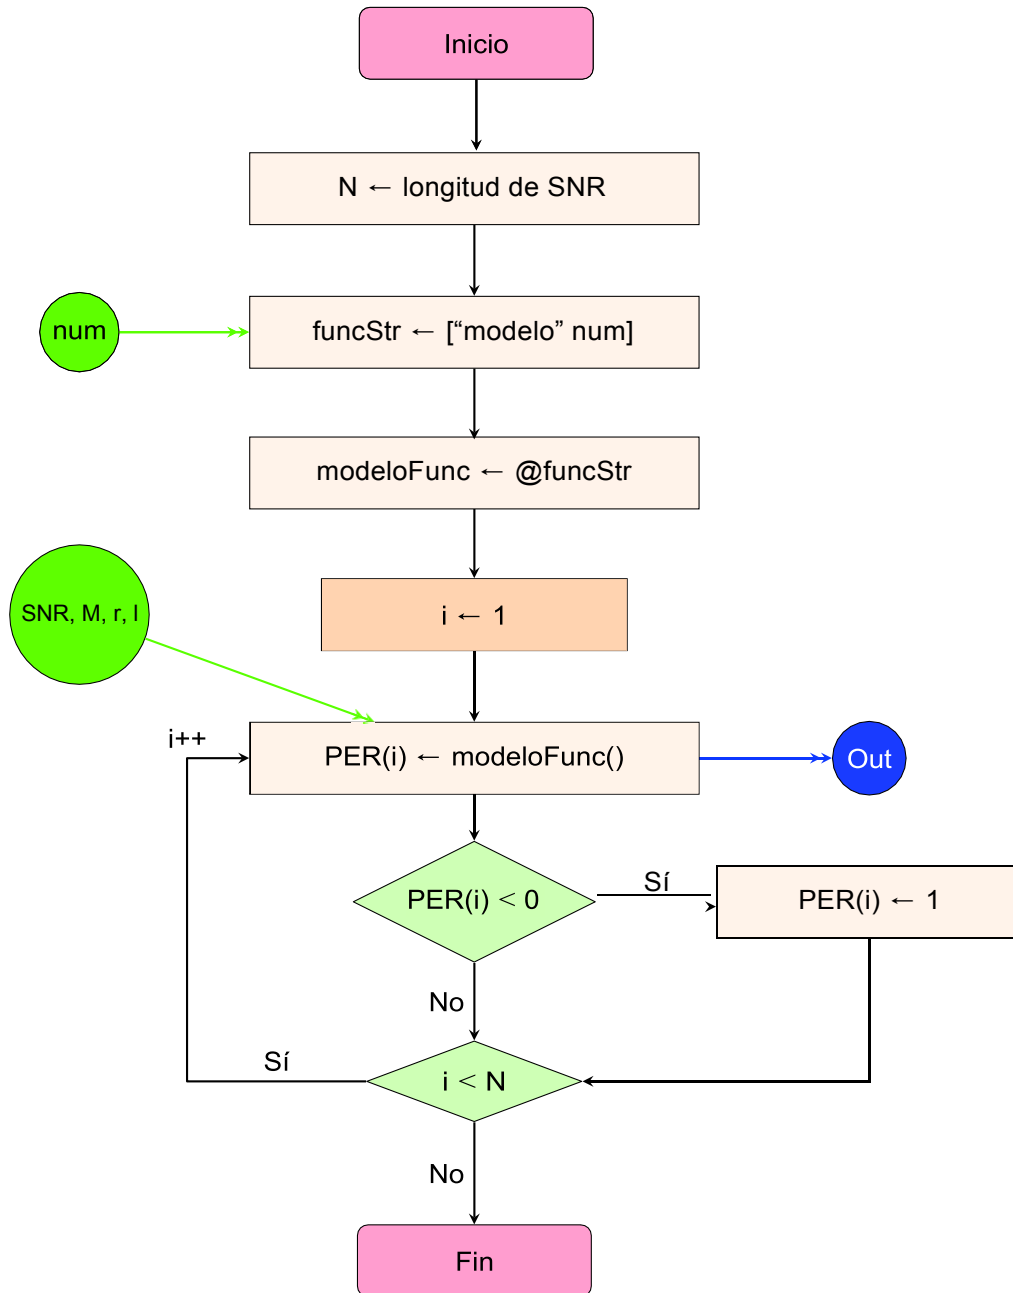 Inicio
N ← longitud de SNR
num
funcStr ← [“modelo” num]
modeloFunc ← @funcStr
SNR, M, r, l
i ← 1
i++
PER(i) ← modeloFunc()
Out
PER(i) < 0
Sí
PER(i) ← 1
No
Sí
i < N
No
Fin